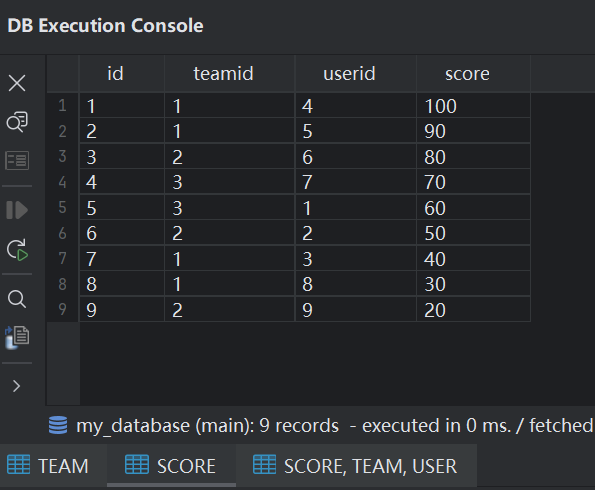 DB Execution Console
id teamid userid score
1 1 1 4 100
2 2 1 5 90
3 3 2 6 80
4 4 3 7 70
5 5 3 1 60
6 6 2 2 50
7 7 1 3 40
8 8 1 8 30
9 9 2 9 20
my_database (main): 9 records - executed in 0 ms. / fetched
TEAM SCORE SCORE, TEAM, USER